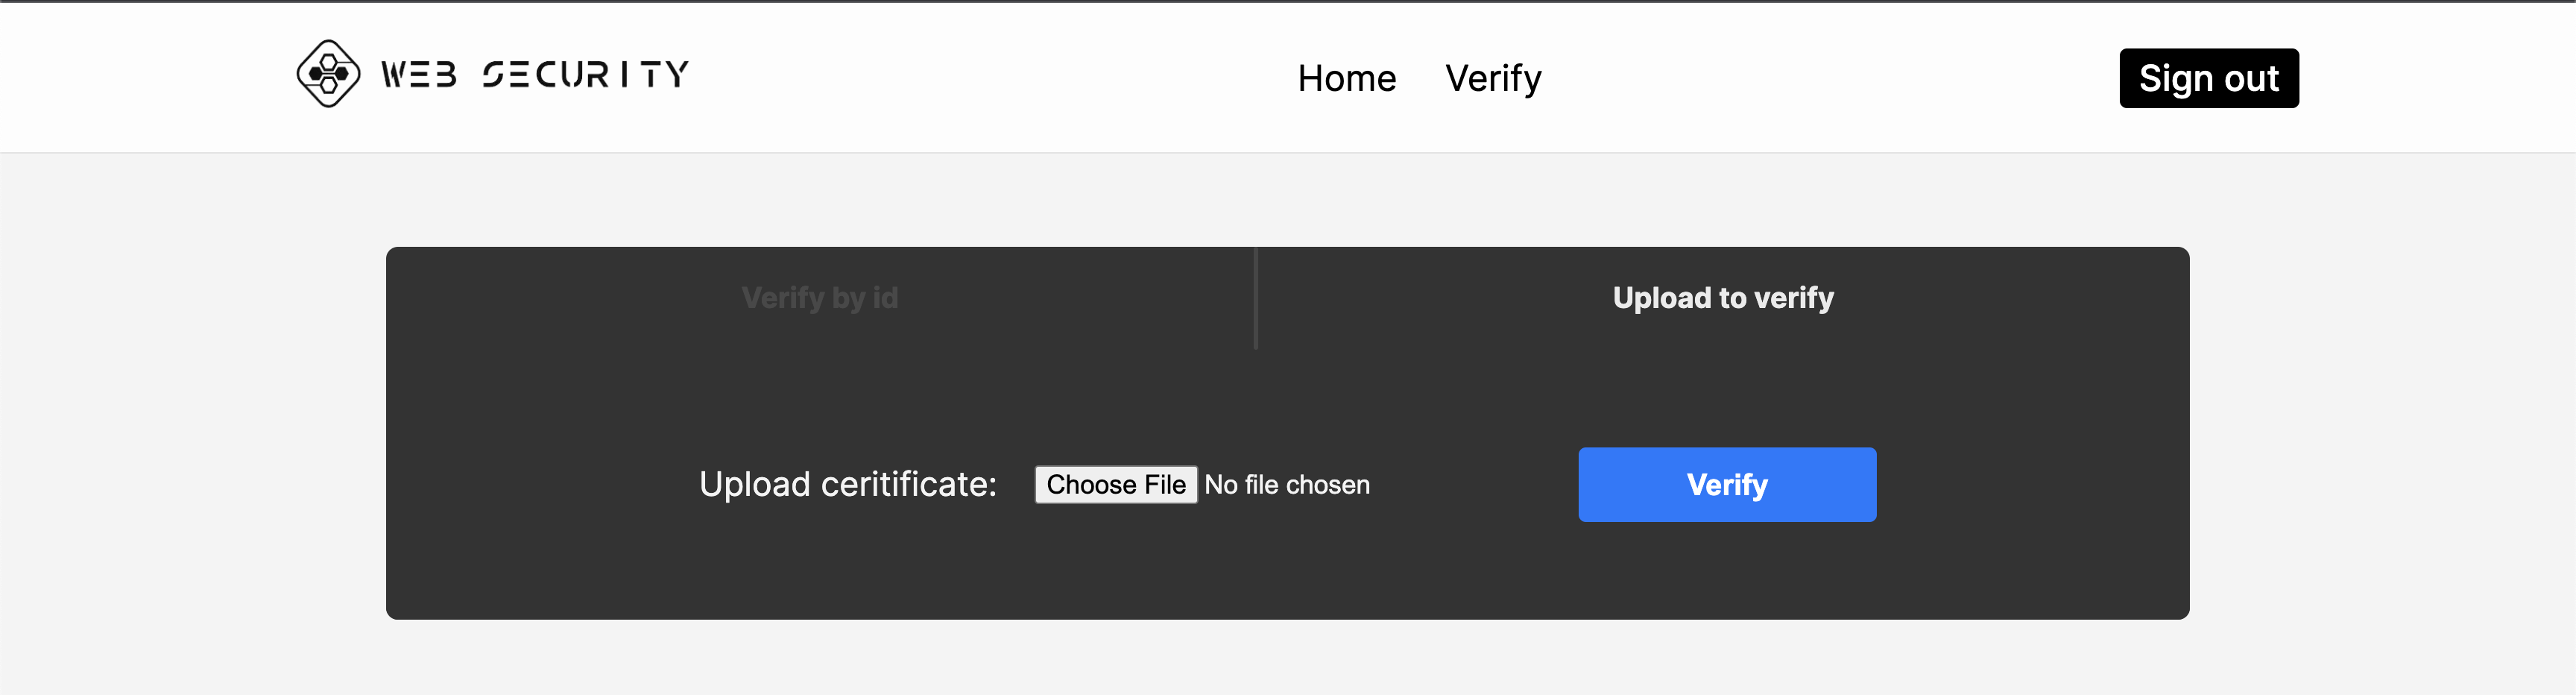 WEB SECURITY
Home
Verify
Sign out
Verify by id
Upload to verify
Upload ceritificate:
Choose File No file chosen
Verify